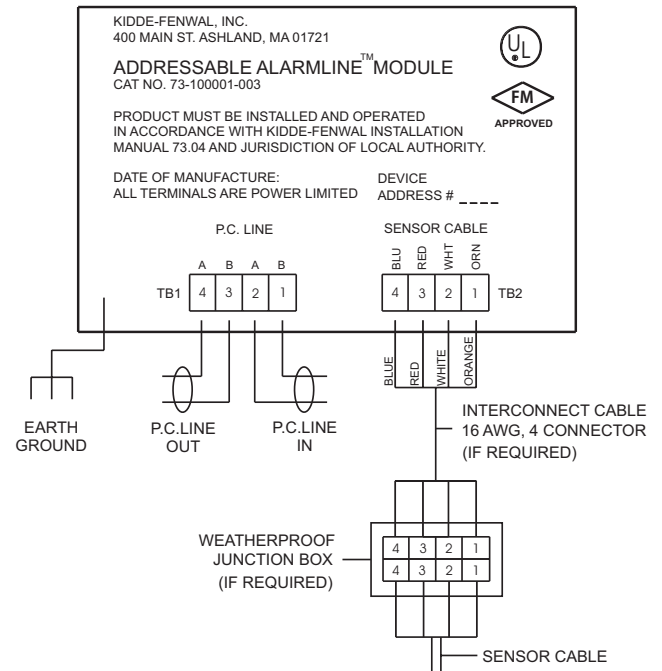 KIDDE-FENWAL, INC.
400 MAIN ST. ASHLAND, MA 01721
UL
ADDRESSABLE ALARMLINE™ MODULE
CAT NO. 73-100001-003
FM
APPROVED
PRODUCT MUST BE INSTALLED AND OPERATED
IN ACCORDANCE WITH KIDDE-FENWAL INSTALLATION
MANUAL 73.04 AND JURISDICTION OF LOCAL AUTHORITY.
DATE OF MANUFACTURE:
ALL TERMINALS ARE POWER LIMITED
DEVICE
ADDRESS # _ _ _ _
P.C. LINE
A B A B
TB1 4 3 2 1
SENSOR CABLE
BLU RED WHT ORN
4 3 2 1 TB2
BLUE RED WHITE ORANGE
EARTH
GROUND
P.C.LINE
OUT
P.C.LINE
IN
INTERCONNECT CABLE
16 AWG, 4 CONNECTOR
(IF REQUIRED)
WEATHERPROOF
JUNCTION BOX
(IF REQUIRED)
4 3 2 1
4 3 2 1
SENSOR CABLE